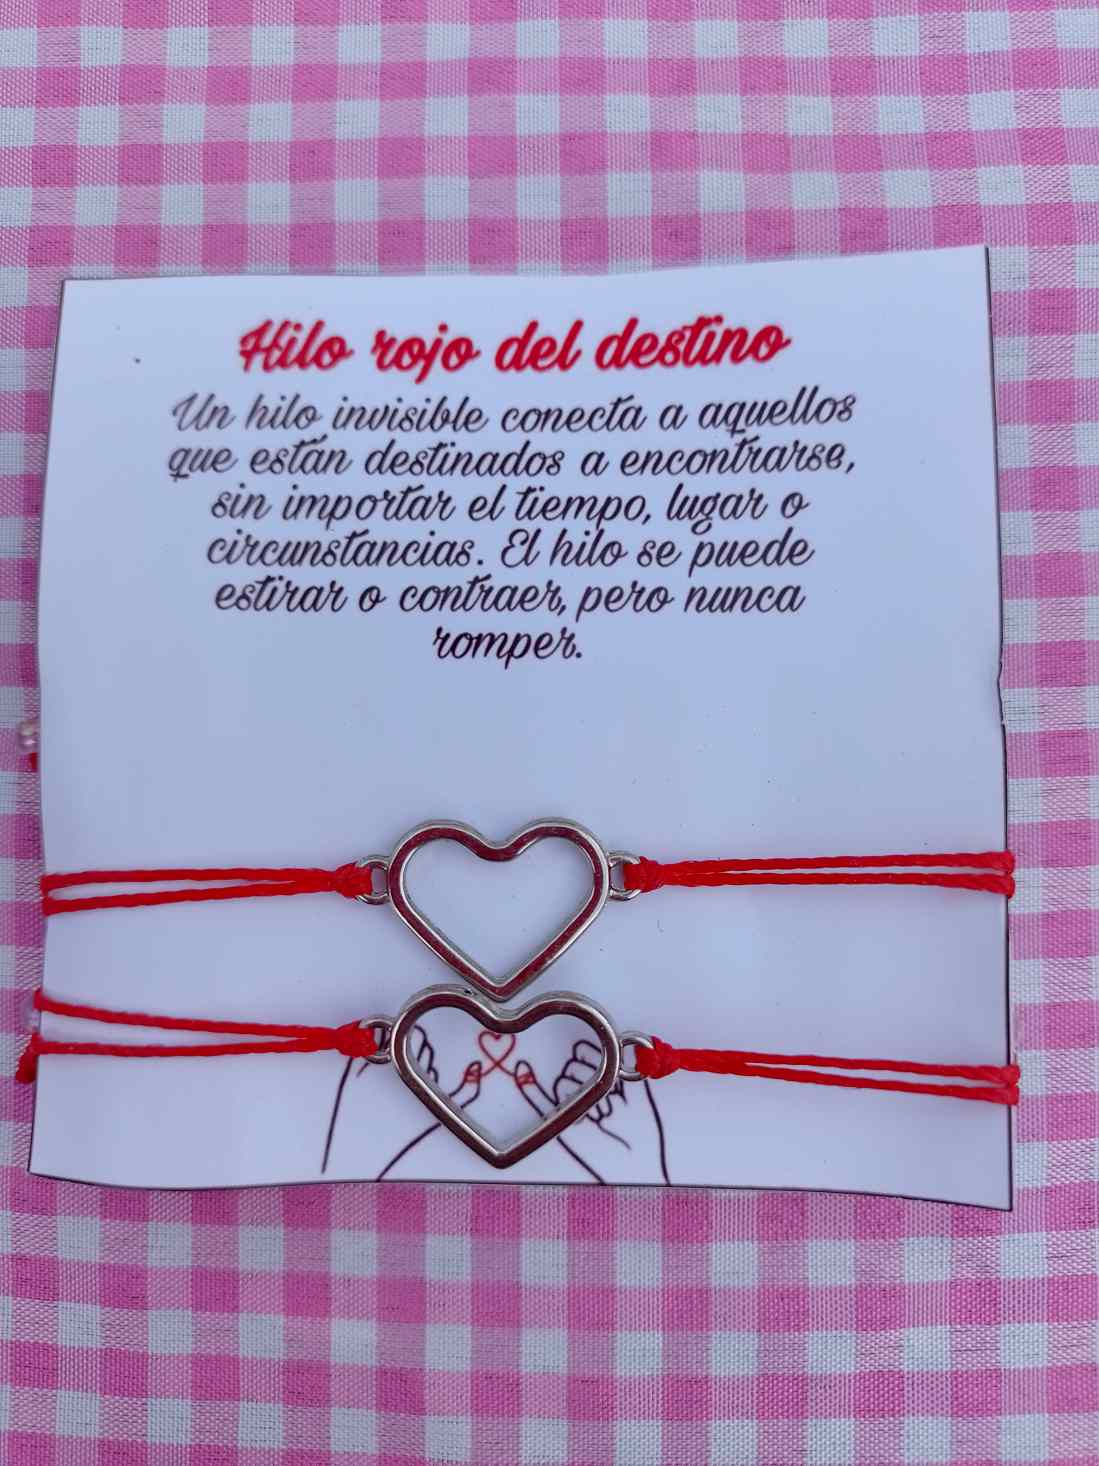 Hilo rojo del destino
Un hilo invisible conecta a aquellos
que están destinados a encontrarse,
sin importar el tiempo, lugar o
circunstancias. El hilo se puede
estirar o contraer, pero nunca
romper.